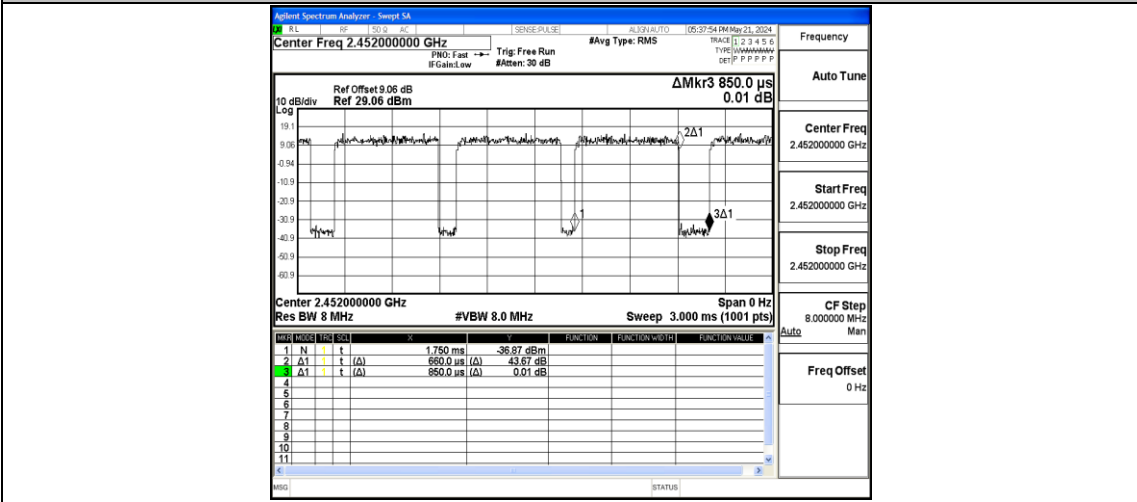 Agilent Spectrum Analyzer - Swept SA
RL RF 50 Ω AC SENSE:PULSE ALIGN AUTO 05:37:54 PM May 21, 2024
Center Freq 2.452000000 GHz #Avg Type: RMS TRACE 1 2 3 4 5 6
PNO: Fast Trig: Free Run TYPE WWWWWW
IFGain:Low #Atten: 30 dB DET P P P P P P
ΔMkr3 850.0 µs
Ref Offset 9.06 dB
10 dB/div Ref 29.06 dBm 0.01 dB
Log
19.1
9.06
-0.94
-10.9
-20.9
-30.9
-40.9
-50.9
-60.9
2Δ1
1
3Δ1
Center 2.452000000 GHz Span 0 Hz
Res BW 8 MHz #VBW 8.0 MHz Sweep 3.000 ms (1001 pts)
MKR MODE TRC SCL X Y FUNCTION FUNCTION WIDTH FUNCTION VALUE
1 N 1 t 1.750 ms -36.87 dBm
2 Δ1 1 t (Δ) 660.0 µs (Δ) 43.67 dB
3 Δ1 1 t (Δ) 850.0 µs (Δ) 0.01 dB
4
5
6
7
8
9
10
11
MSG STATUS
Frequency
Auto Tune
Center Freq
2.452000000 GHz
Start Freq
2.452000000 GHz
Stop Freq
2.452000000 GHz
CF Step
8.000000 MHz
Auto Man
Freq Offset
0 Hz